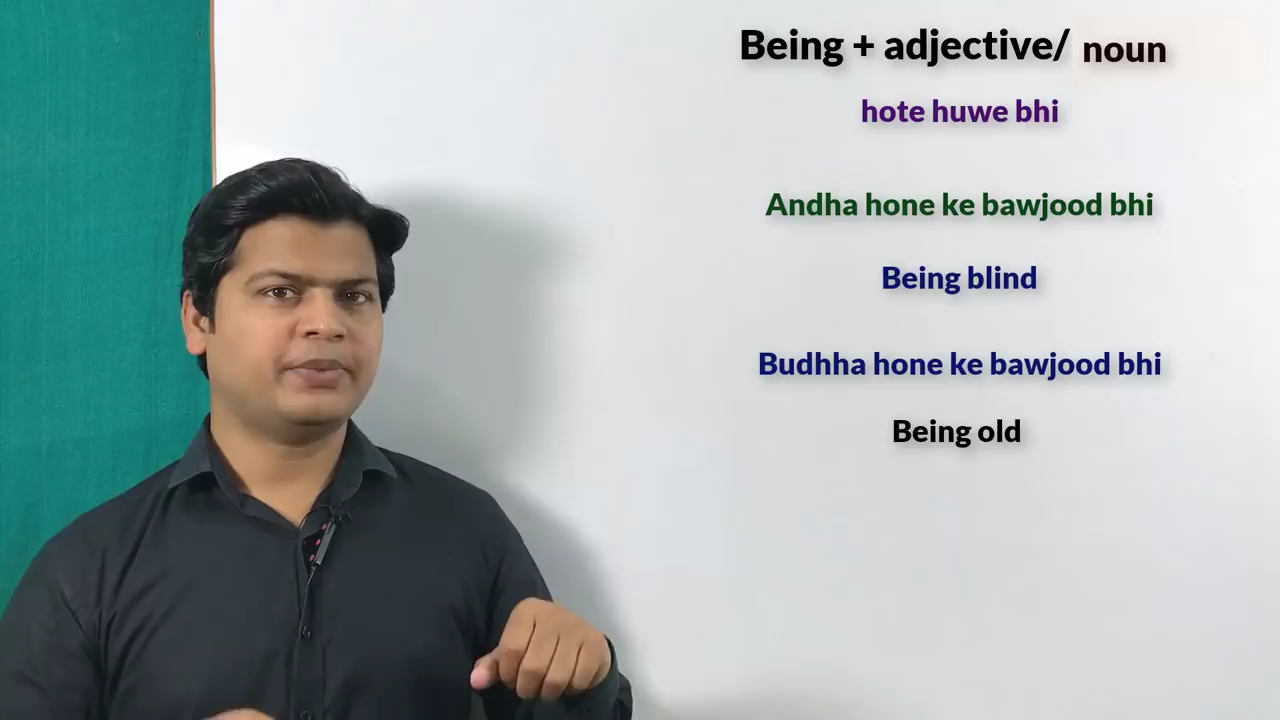 Being + adjective/ noun
hote huwe bhi
Andha hone ke bawjood bhi
Being blind
Budhha hone ke bawjood bhi
Being old